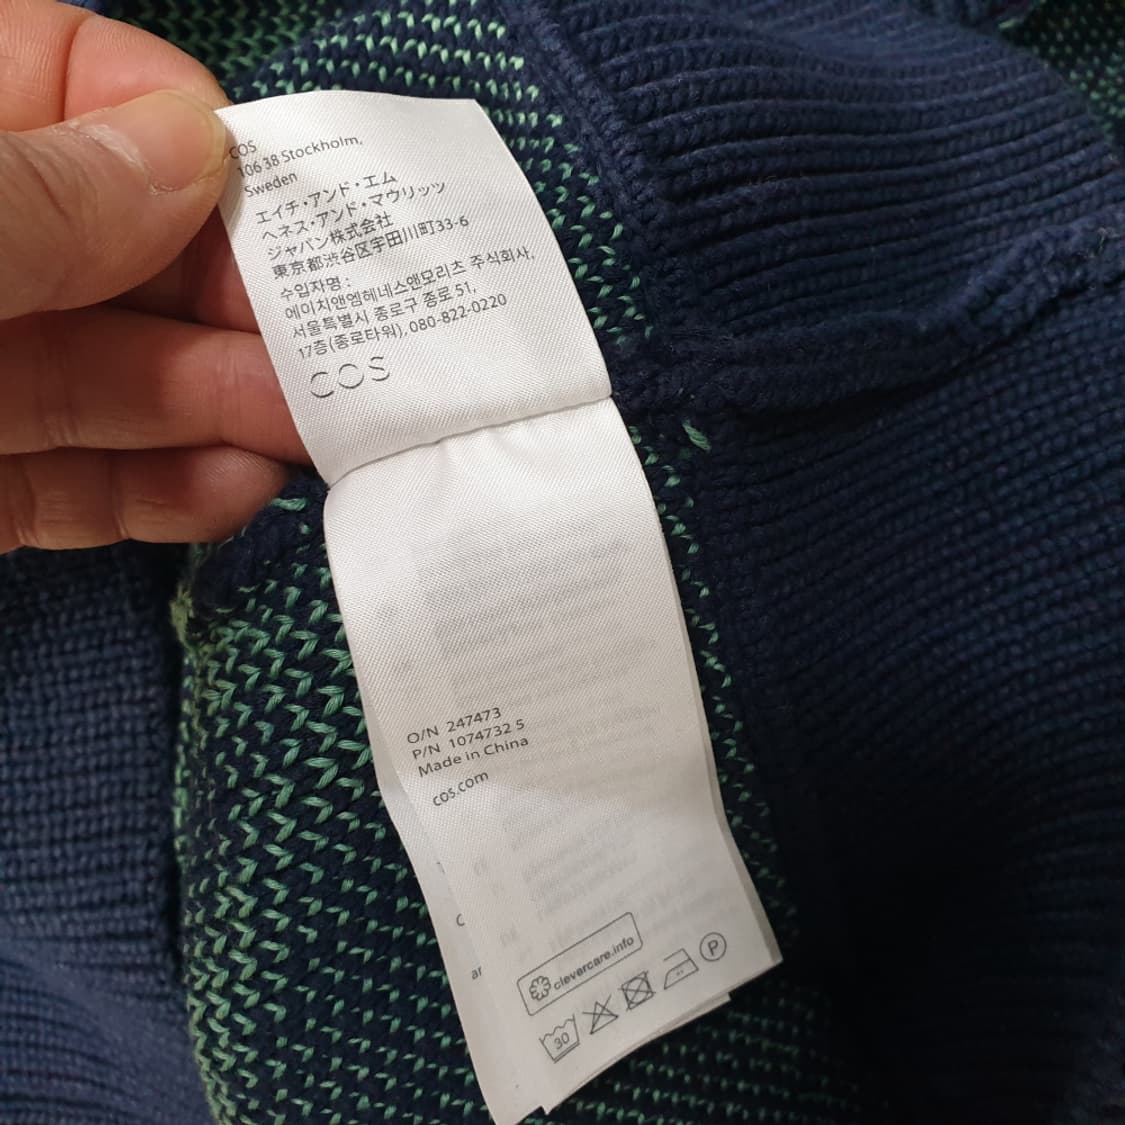 COS
106 38 Stockholm,
Sweden
エイチ・アンド・エム
ヘネス・アンド・マウリッツ
ジャパン株式会社
東京都渋谷区宇田川町33-6
수입자명 :
에이치앤엠헤네스앤모리츠 주식회사,
서울특별시 종로구 종로 51,
17층(종로타워), 080-822-0220
COS
O/N 247473
P/N 1074732 5
Made in China
cos.com
clevercare.info
30
P